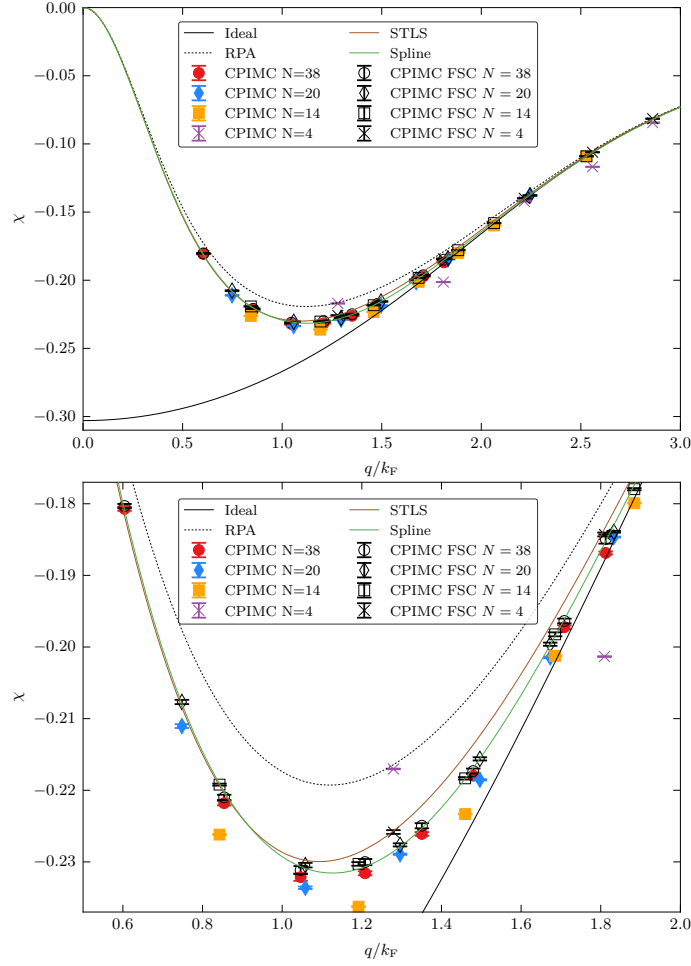 0.00
−0.05
−0.10
−0.15
−0.20
−0.25
−0.30
χ
Ideal
RPA
CPIMC N=38
CPIMC N=20
CPIMC N=14
CPIMC N=4
STLS
Spline
CPIMC FSC N = 38
CPIMC FSC N = 20
CPIMC FSC N = 14
CPIMC FSC N = 4
0.0 0.5 1.0 1.5 2.0 2.5 3.0
q/kF
−0.17
−0.18
−0.19
−0.20
−0.21
−0.22
−0.23
χ
Ideal
RPA
CPIMC N=38
CPIMC N=20
CPIMC N=14
CPIMC N=4
STLS
Spline
CPIMC FSC N = 38
CPIMC FSC N = 20
CPIMC FSC N = 14
CPIMC FSC N = 4
0.6 0.8 1.0 1.2 1.4 1.6 1.8 2.0
q/kF